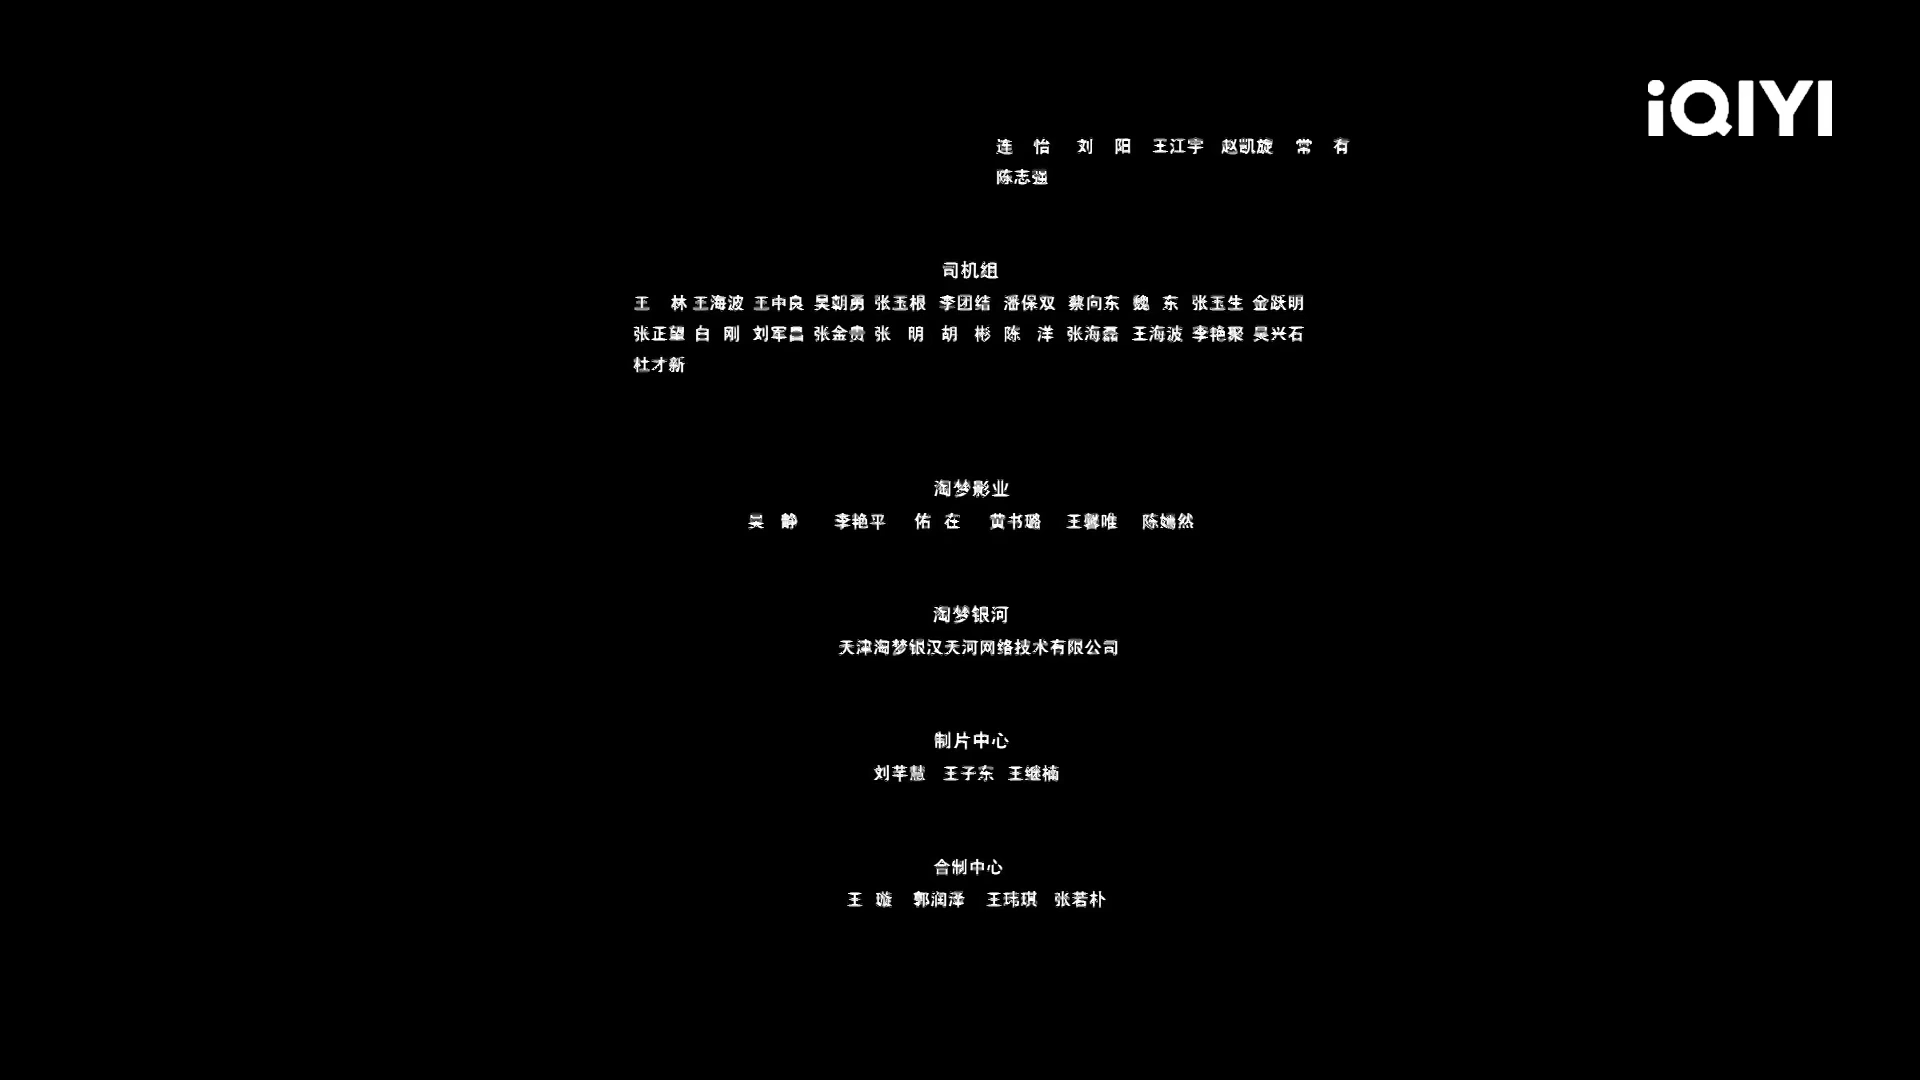 iQIYI
连 怡 刘 阳 王江宇 赵凯旋 常 有
陈志强
司机组
王 林 王海波 王中良 吴朝勇 张玉根 李团结 潘保双 蔡向东 魏 东 张玉生 金跃明
张正望 白 刚 刘军昌 张金贵 张 明 胡 彬 陈 洋 张海磊 王海波 李艳聚 吴兴石
杜才新
淘梦影业
吴 静 李艳平 佑 在 黄书璐 王馨唯 陈嫣然
淘梦银河
天津淘梦银汉天河网络技术有限公司
制片中心
刘莘慧 王子东 王继楠
合制中心
王 璇 郭润泽 王玮琪 张若朴